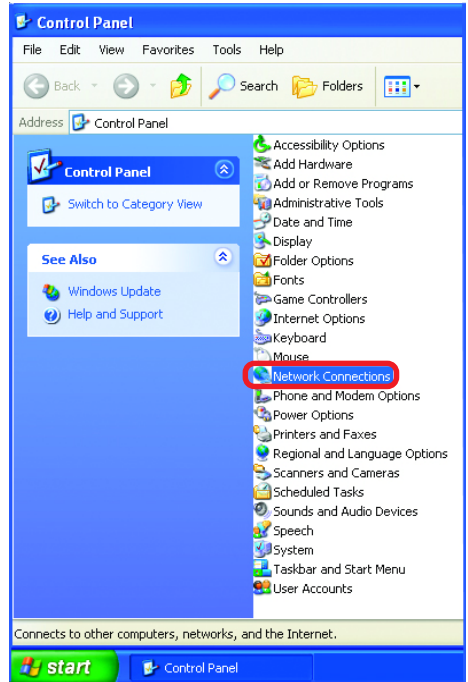 Control Panel
File Edit View Favorites Tools Help
Back Search Folders
Address Control Panel
Control Panel
Switch to Category View
See Also
Windows Update
Help and Support
Accessibility Options
Add Hardware
Add or Remove Programs
Administrative Tools
Date and Time
Display
Folder Options
Fonts
Game Controllers
Internet Options
Keyboard
Mouse
Network Connections
Phone and Modem Options
Power Options
Printers and Faxes
Regional and Language Options
Scanners and Cameras
Scheduled Tasks
Sounds and Audio Devices
Speech
System
Taskbar and Start Menu
User Accounts
Connects to other computers, networks, and the Internet.
start Control Panel